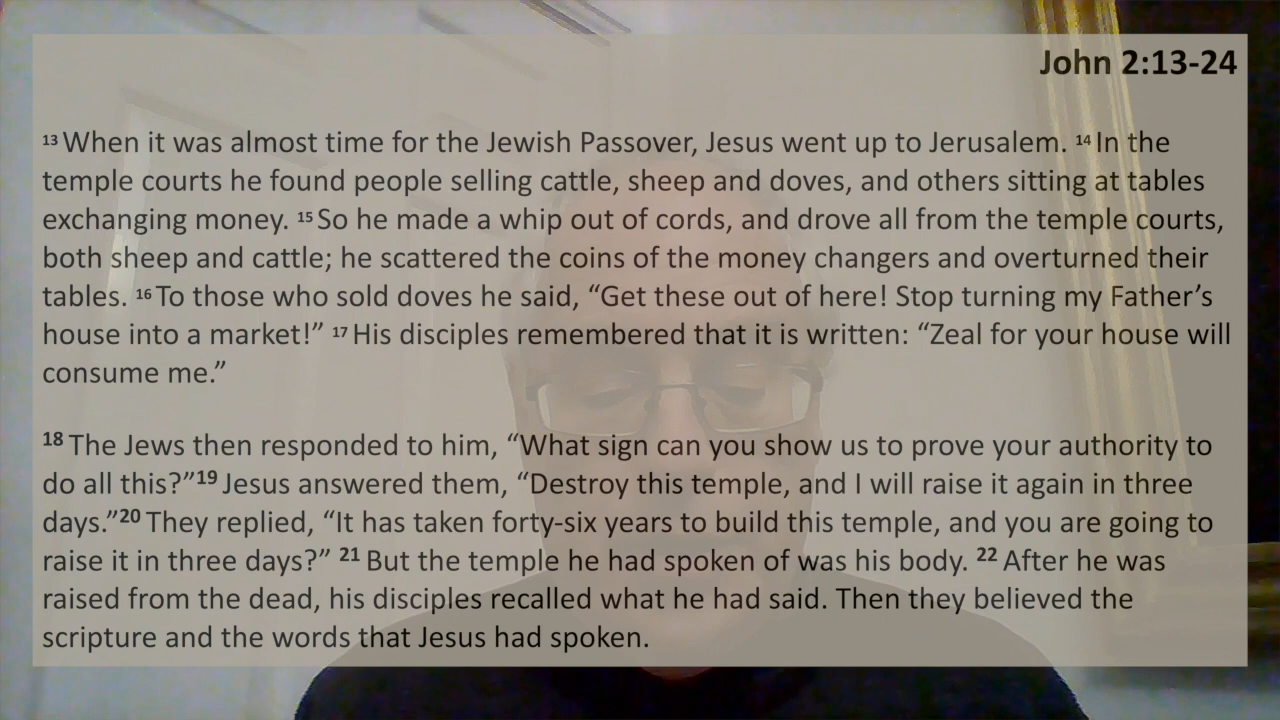 John 2:13-24
13 When it was almost time for the Jewish Passover, Jesus went up to Jerusalem. 14 In the
temple courts he found people selling cattle, sheep and doves, and others sitting at tables
exchanging money. 15 So he made a whip out of cords, and drove all from the temple courts,
both sheep and cattle; he scattered the coins of the money changers and overturned their
tables. 16 To those who sold doves he said, “Get these out of here! Stop turning my Father’s
house into a market!” 17 His disciples remembered that it is written: “Zeal for your house will
consume me.”
18 The Jews then responded to him, “What sign can you show us to prove your authority to
do all this?”19 Jesus answered them, “Destroy this temple, and I will raise it again in three
days.”20 They replied, “It has taken forty-six years to build this temple, and you are going to
raise it in three days?” 21 But the temple he had spoken of was his body. 22 After he was
raised from the dead, his disciples recalled what he had said. Then they believed the
scripture and the words that Jesus had spoken.